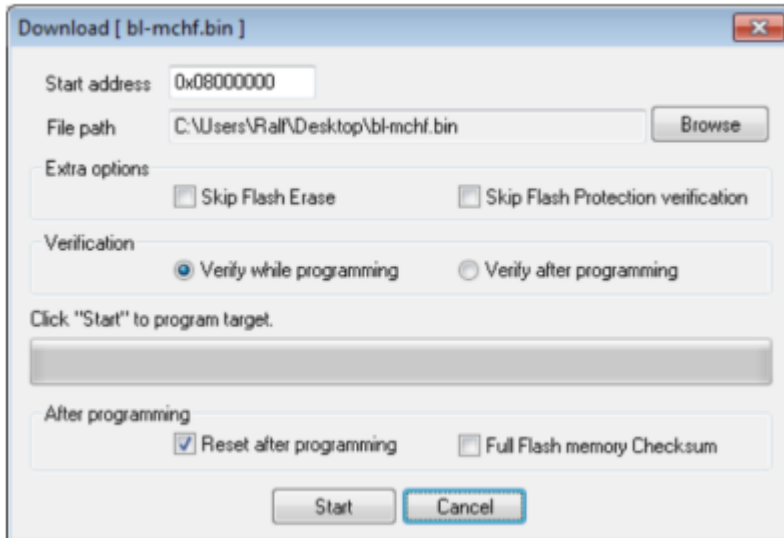 Download [ bl-mchf.bin ]
Start address 0x08000000
File path C:\Users\Ralf\Desktop\bl-mchf.bin Browse
Extra options
Skip Flash Erase Skip Flash Protection verification
Verification
Verify while programming Verify after programming
Click "Start" to program target.
After programming
Reset after programming Full Flash memory Checksum
Start Cancel